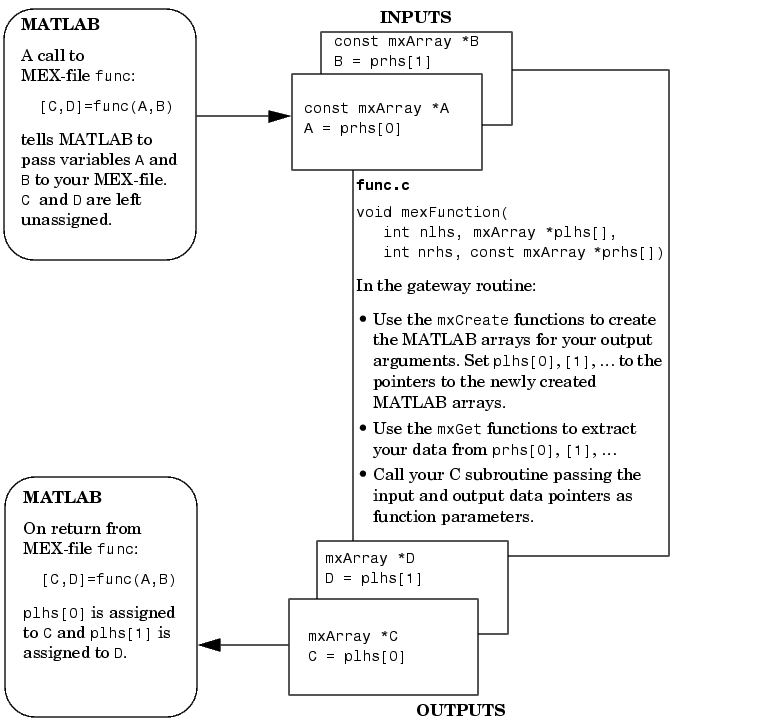 MATLAB
A call to
MEX-file func:
[C,D]=func(A,B)
tells MATLAB to
pass variables A and
B to your MEX-file.
C and D are left
unassigned.
INPUTS
const mxArray *B
B = prhs[1]
const mxArray *A
A = prhs[0]
func.c
void mexFunction(
int nlhs, mxArray *plhs[],
int nrhs, const mxArray *prhs[])
In the gateway routine:
• Use the mxCreate functions to create
the MATLAB arrays for your output
arguments. Set plhs[0], [1], ... to the
pointers to the newly created
MATLAB arrays.
• Use the mxGet functions to extract
your data from prhs[0], [1], ...
• Call your C subroutine passing the
input and output data pointers as
function parameters.
MATLAB
On return from
MEX-file func:
[C,D]=func(A,B)
plhs[0] is assigned
to C and plhs[1] is
assigned to D.
mxArray *D
D = plhs[1]
mxArray *C
C = plhs[0]
OUTPUTS